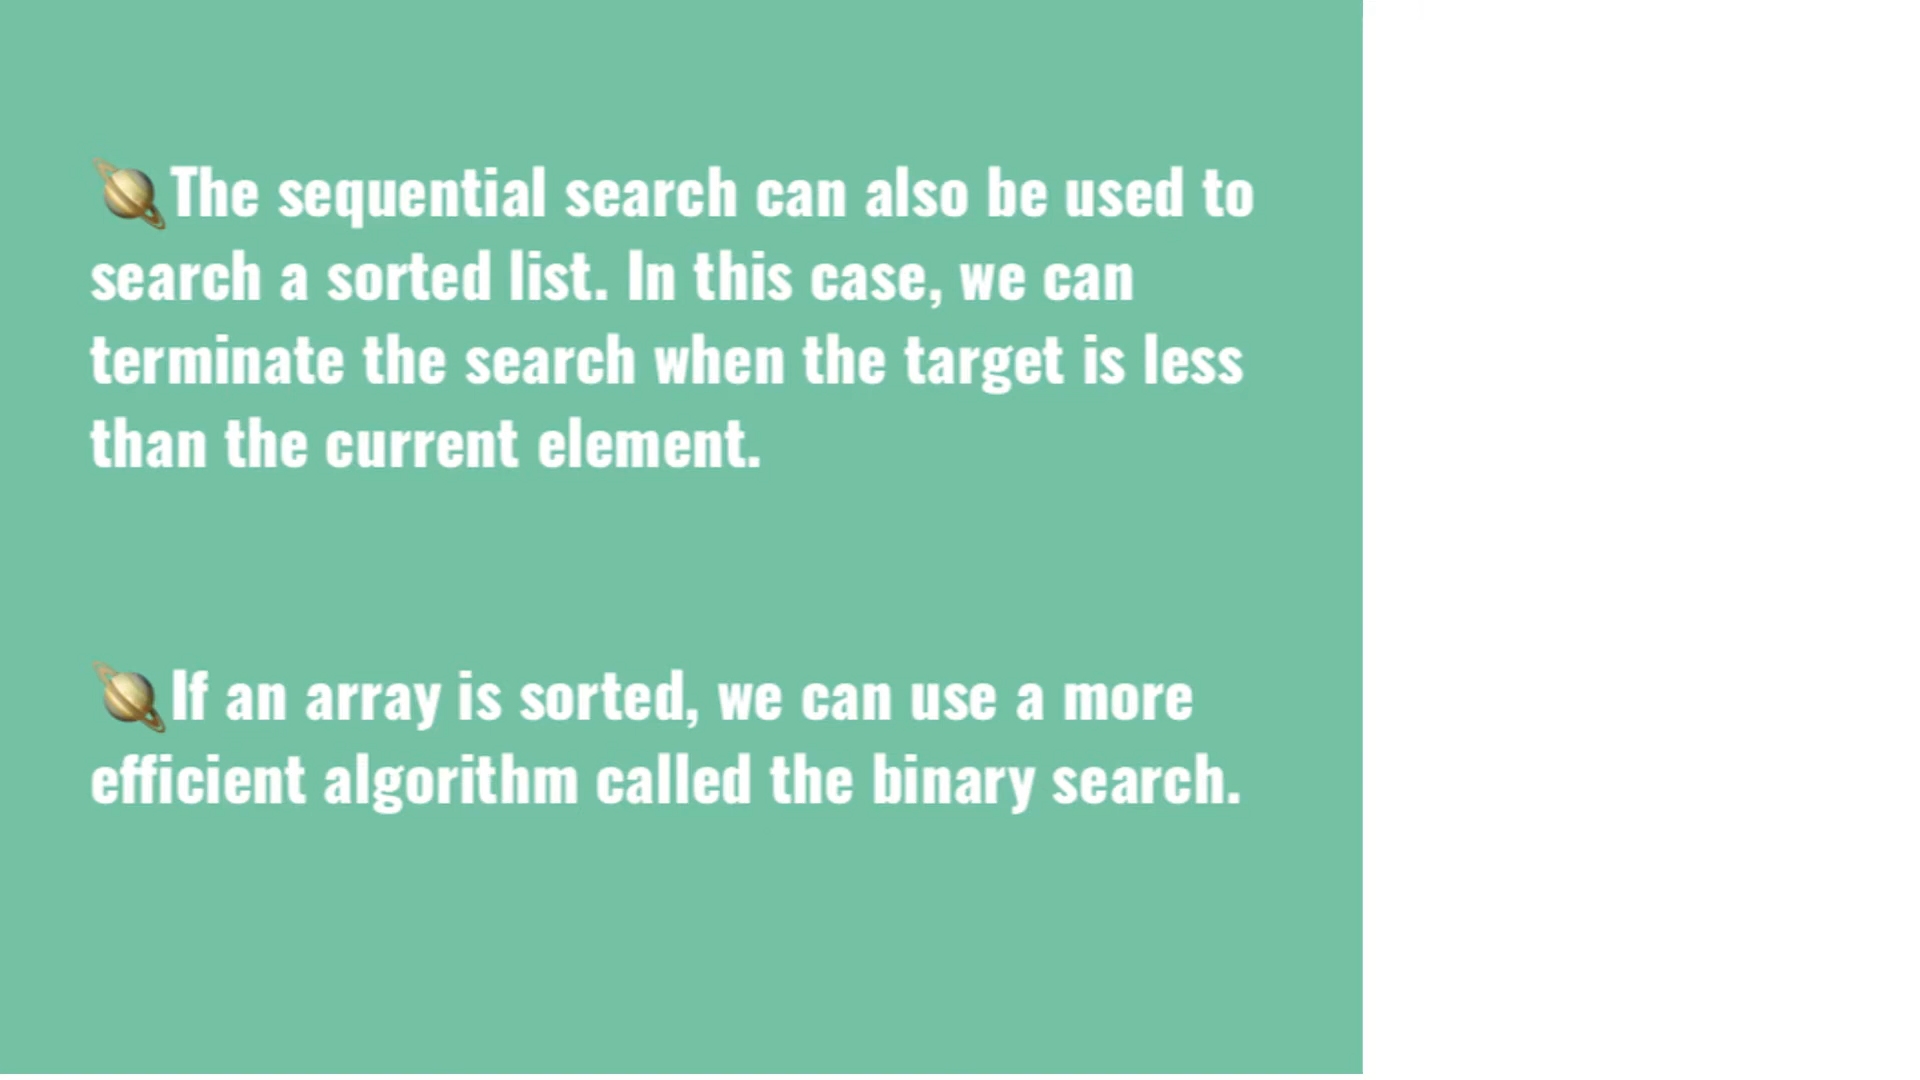 🪐The sequential search can also be used to
search a sorted list. In this case, we can
terminate the search when the target is less
than the current element.
🪐If an array is sorted, we can use a more
efficient algorithm called the binary search.